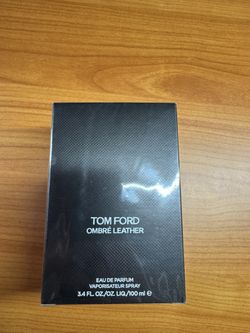 TOM FORD
OMBRÉ LEATHER
EAU DE PARFUM
VAPORISATEUR SPRAY
3.4 FL. OZ./OZ. LIQ/100 ml ℮